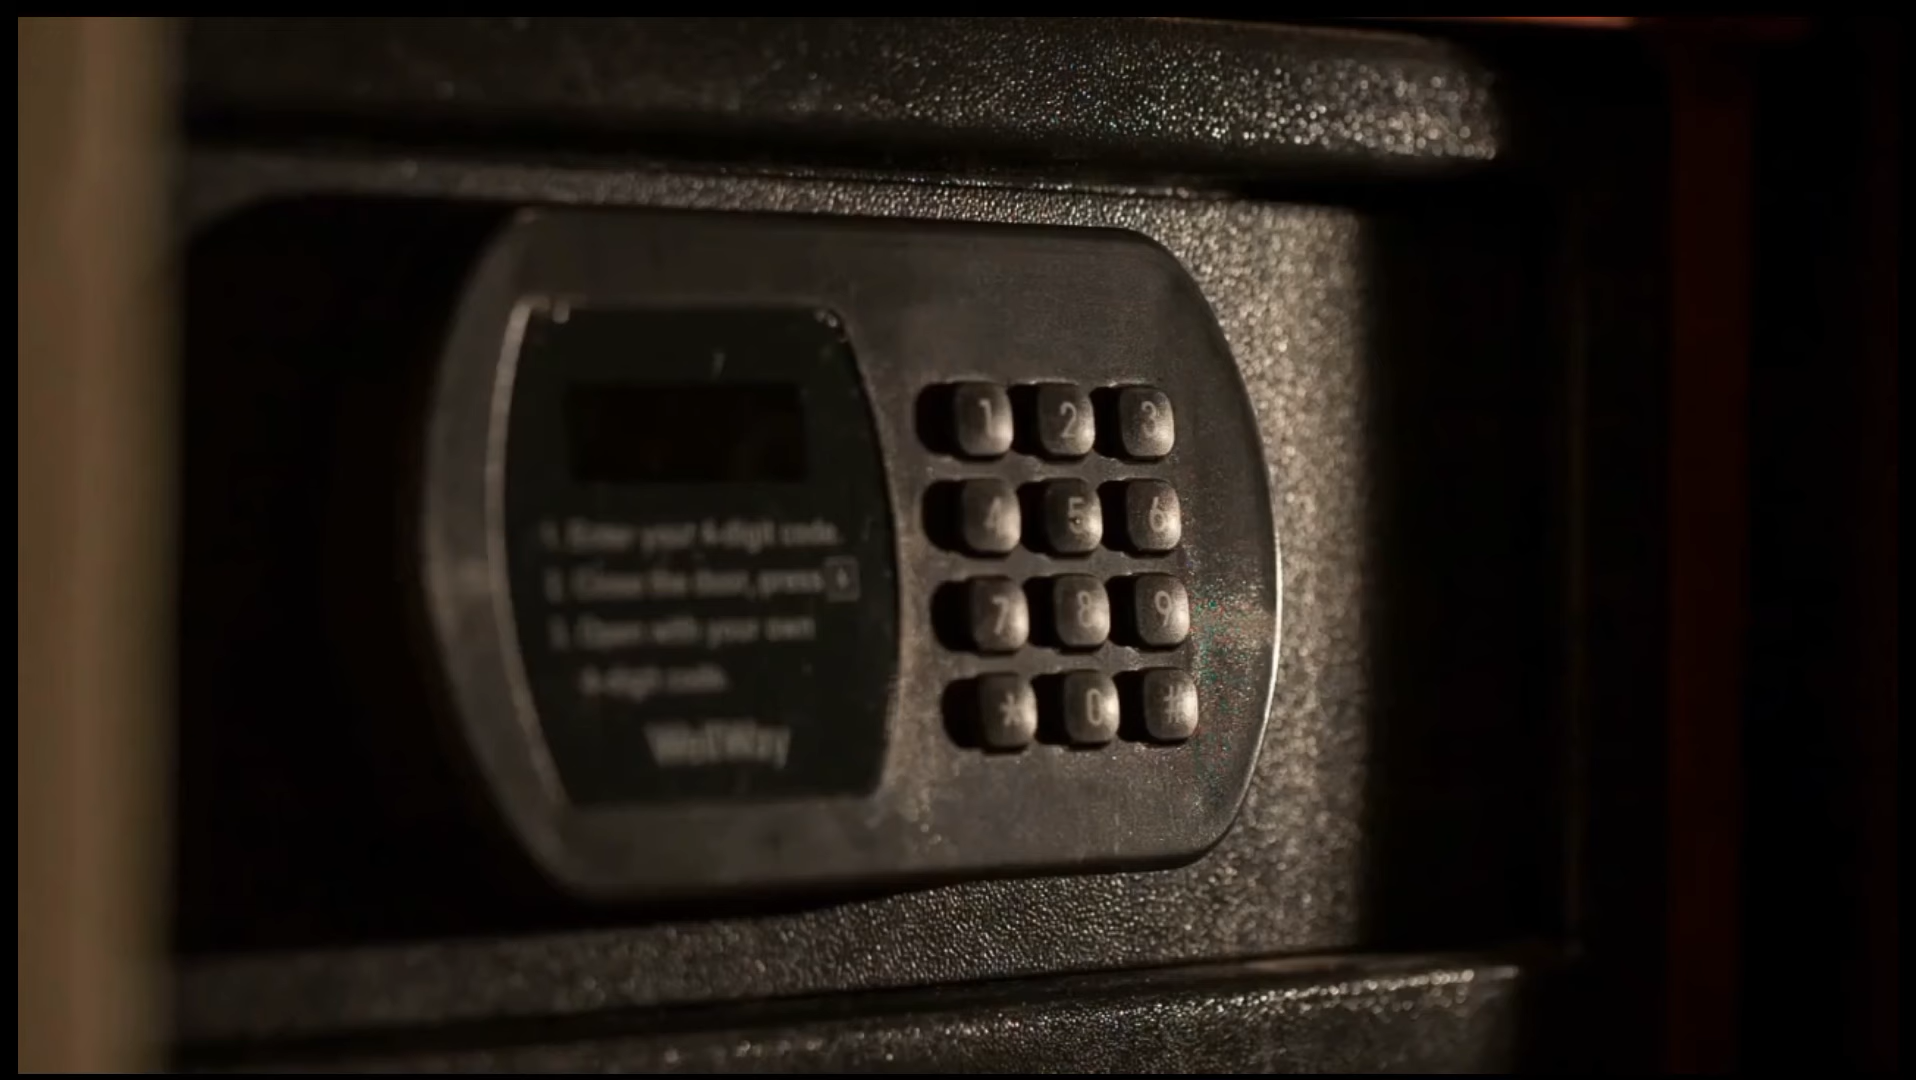 1. Enter your 4-digit code.
2. Close the door, press
3. Open with your own
4-digit code.
1 2 3
4 5 6
7 8 9
* 0 #